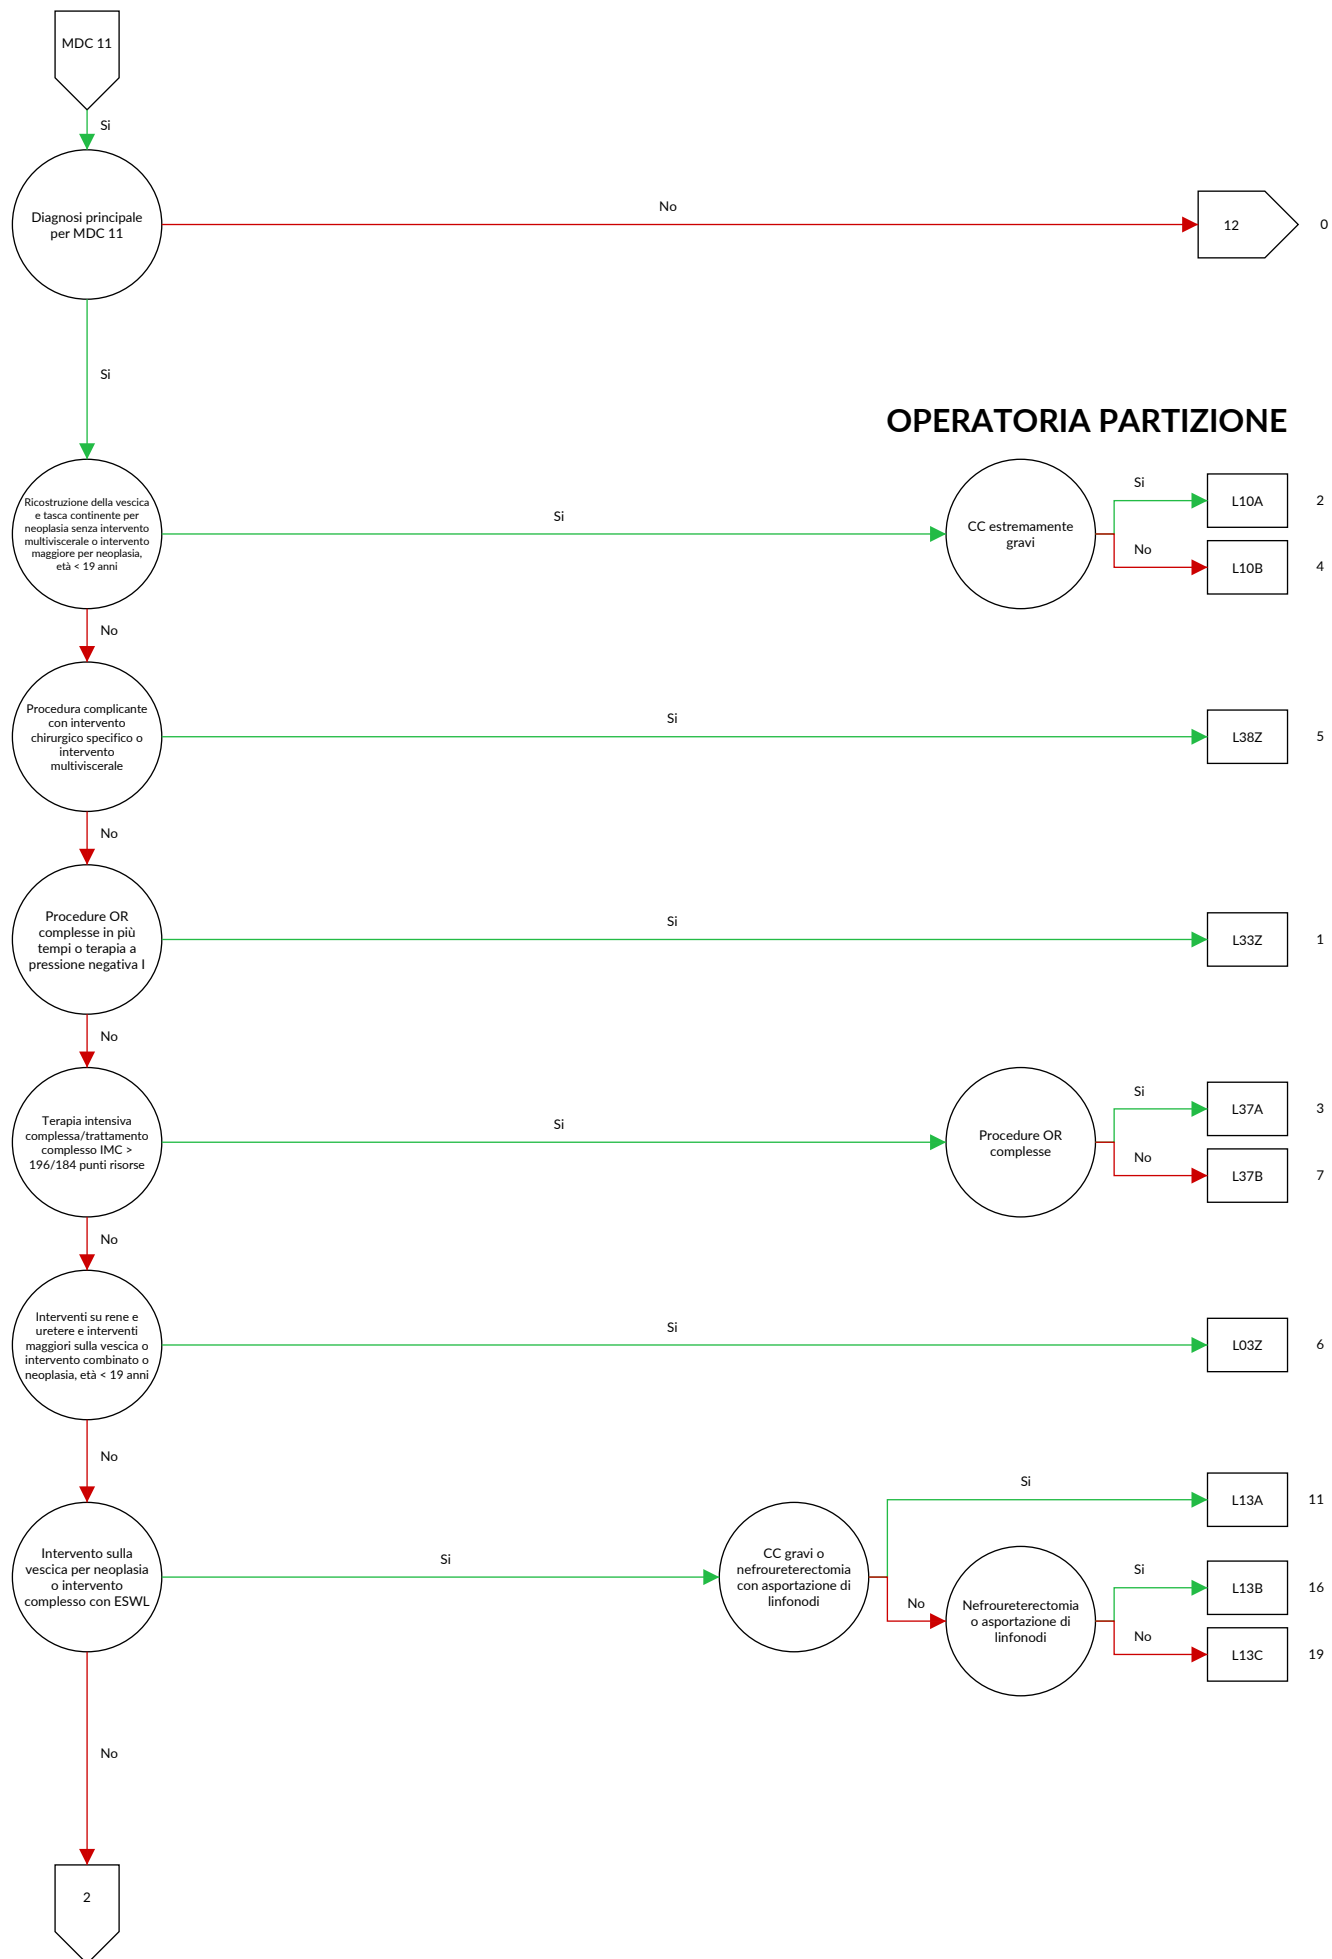 MDC 11
Si
Diagnosi principale
per MDC 11
No
12
0
Si
OPERATORIA PARTIZIONE
Ricostruzione della vescica
e tasca continente per
neoplasia senza intervento
multiviscerale o intervento
maggiore per neoplasia,
età < 19 anni
Si
CC estremamente
gravi
Si
L10A
2
No
L10B
4
No
Procedura complicante
con intervento
chirurgico specifico o
intervento
multiviscerale
Si
L38Z
5
No
Procedure OR
complesse in più
tempi o terapia a
pressione negativa I
Si
L33Z
1
No
Terapia intensiva
complessa/trattamento
complesso IMC >
196/184 punti risorse
Si
Procedure OR
complesse
Si
L37A
3
No
L37B
7
No
Interventi su rene e
uretere e interventi
maggiori sulla vescica o
intervento combinato o
neoplasia, età < 19 anni
Si
L03Z
6
No
Intervento sulla
vescica per neoplasia
o intervento
complesso con ESWL
Si
CC gravi o
nefroureterectomia
con asportazione di
linfonodi
Si
L13A
11
No
Nefroureterectomia
o asportazione di
linfonodi
Si
L13B
16
No
L13C
19
No
2